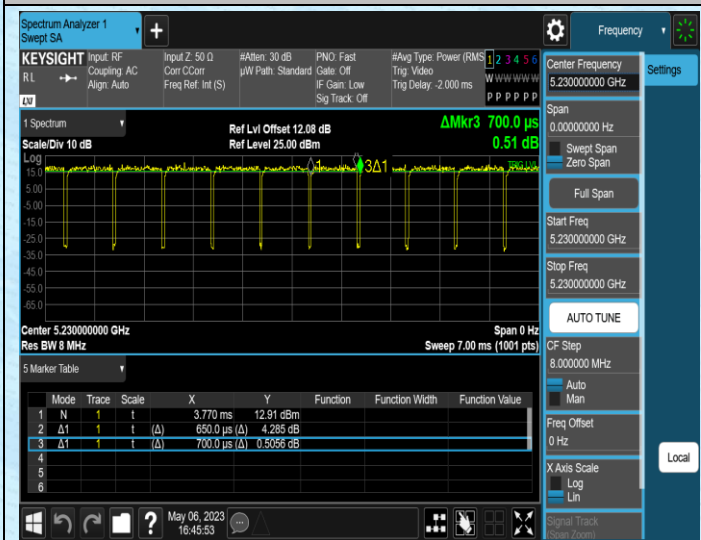 Spectrum Analyzer 1
Swept SA
+
Frequency
KEYSIGHT
RL
LXI
Input: RF
Coupling: AC
Align: Auto
Input Z: 50 Ω
Corr CCorr
Freq Ref: Int (S)
#Atten: 30 dB
µW Path: Standard
PNO: Fast
Gate: Off
IF Gain: Low
Sig Track: Off
#Avg Type: Power (RMS
Trig: Video
Trig Delay: -2.000 ms
1 2 3 4 5 6
W W W W W W
P P P P P P
1 Spectrum
Scale/Div 10 dB
Log
Ref Lvl Offset 12.08 dB
Ref Level 25.00 dBm
ΔMkr3 700.0 µs
0.51 dB
15.0
5.00
-5.00
-15.0
-25.0
-35.0
-45.0
-55.0
-65.0
1
3Δ1
TRIG LVL
Center 5.230000000 GHz
Res BW 8 MHz
Span 0 Hz
Sweep 7.00 ms (1001 pts)
5 Marker Table
Mode Trace Scale X Y Function Function Width Function Value
1 N 1 t 3.770 ms 12.91 dBm
2 Δ1 1 t (Δ) 650.0 µs (Δ) 4.285 dB
3 Δ1 1 t (Δ) 700.0 µs (Δ) 0.5056 dB
4
5
6
?
May 06, 2023
16:45:53
Center Frequency
5.230000000 GHz
Span
0.00000000 Hz
Swept Span
Zero Span
Full Span
Start Freq
5.230000000 GHz
Stop Freq
5.230000000 GHz
AUTO TUNE
CF Step
8.000000 MHz
Auto
Man
Freq Offset
0 Hz
X Axis Scale
Log
Lin
Signal Track
(Span Zoom)
Settings
Local